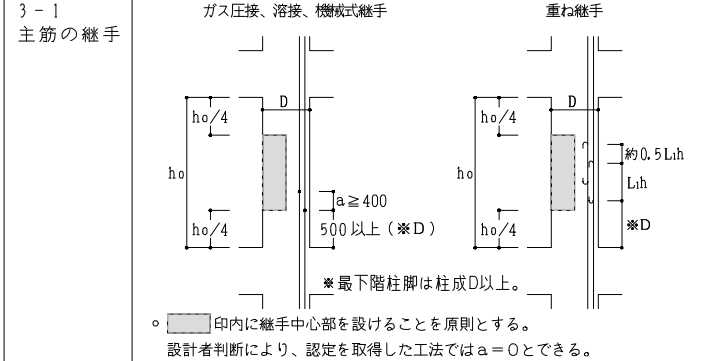 3-1
主筋の継手
ガス圧接、溶接、機械式継手
重ね継手
D
ho/4
ho
ho/4
a≧400
500以上(※D)
D
ho/4
ho
ho/4
約0.5L₁h
L₁h
※D
※最下階柱脚は柱成D以上。
印内に継手中心部を設けることを原則とする。
設計者判断により、認定を取得した工法ではa=0とできる。